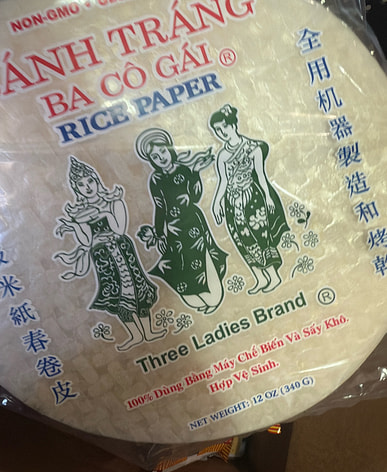 NON-GMO
BÁNH TRÁNG
BA CÔ GÁI ®
RICE PAPER
全用机器製造和烤乾
米紙春卷皮
Three Ladies Brand ®
100% Dùng Bằng Máy Chế Biến Và Sấy Khô.
Hợp Vệ Sinh.
NET WEIGHT: 12 OZ (340 G)